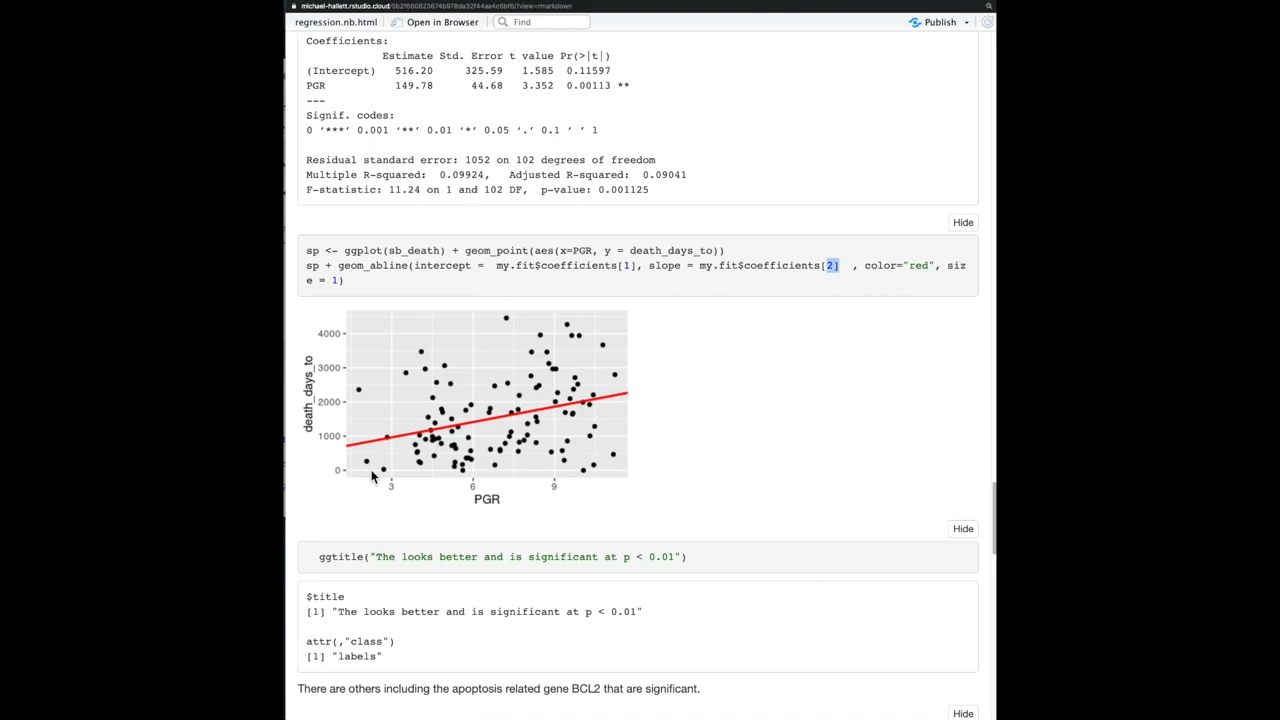 michael-hallett.rstudio.cloud/5b2f660823674b978da32f44aa4c6bf6/?view=rmarkdown
regression.nb.html Open in Browser Find Publish
Coefficients:
Estimate Std. Error t value Pr(>|t|)
(Intercept) 516.20 325.59 1.585 0.11597
PGR 149.78 44.68 3.352 0.00113 **
---
Signif. codes:
0 ‘***’ 0.001 ‘**’ 0.01 ‘*’ 0.05 ‘.’ 0.1 ‘ ’ 1
Residual standard error: 1052 on 102 degrees of freedom
Multiple R-squared: 0.09924, Adjusted R-squared: 0.09041
F-statistic: 11.24 on 1 and 102 DF, p-value: 0.001125
Hide
sp <- ggplot(sb_death) + geom_point(aes(x=PGR, y = death_days_to))
sp + geom_abline(intercept = my.fit$coefficients[1], slope = my.fit$coefficients[2] , color="red", siz
e = 1)
4000
3000
2000
1000
0
death_days_to
3 6 9
PGR
Hide
ggtitle("The looks better and is significant at p < 0.01")
$title
[1] "The looks better and is significant at p < 0.01"
attr(,"class")
[1] "labels"
There are others including the apoptosis related gene BCL2 that are significant.
Hide